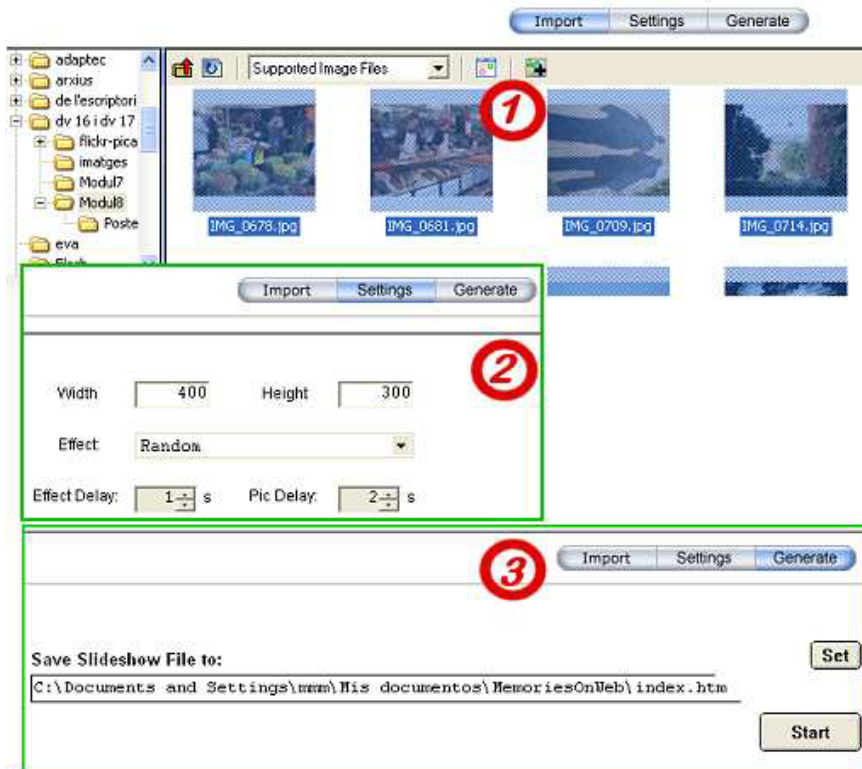 Import Settings Generate
adaptec
arxius
de l'escriptori
dv 16 i dv 17
flickr-pica
imatges
Modul7
Modul8
Poste
eva
Supported Image Files
1
IMG_0678.jpg IMG_0681.jpg IMG_0709.jpg IMG_0714.jpg
Import Settings Generate
2
Width 400 Height 300
Effect: Random
Effect Delay: 1 s Pic Delay: 2 s
3
Import Settings Generate
Save Slideshow File to:
Set
C:\Documents and Settings\mmm\Mis documentos\MemoriesOnWeb\index.htm
Start